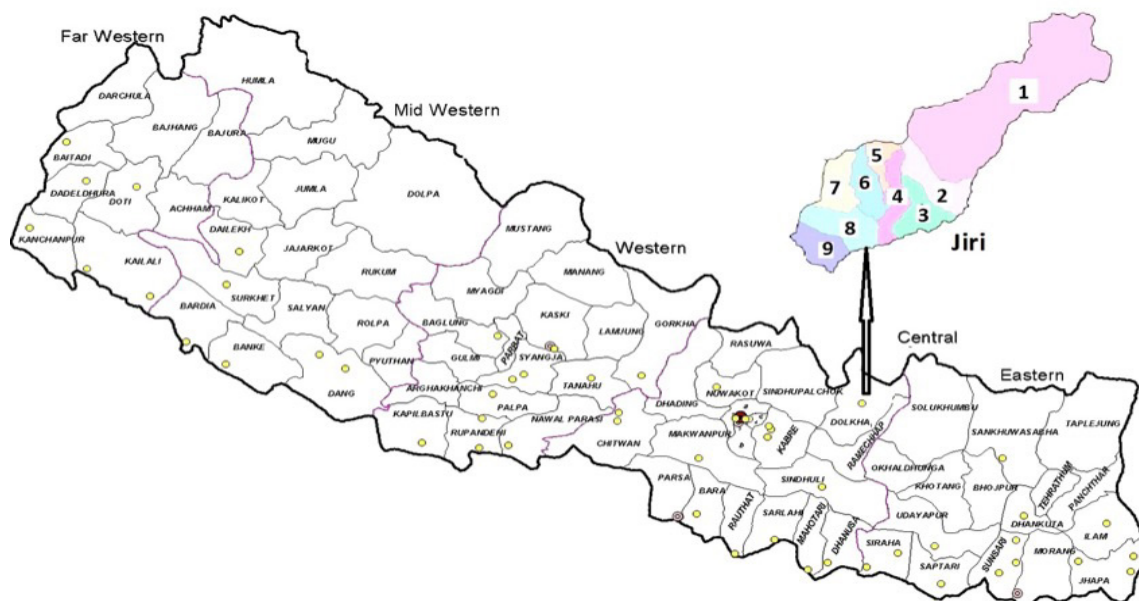 Far Western
HUMLA
DARCHULA
Mid Western
BAJHANG
BAJURA
MUGU
1
BAITADI
5
DADELDHURA
DOTI
JUMLA
DOLPA
7
6
4
2
ACHHAM
KALIKOT
3
KANCHANPUR
DAILEKH
MUSTANG
8
Jiri
9
JAJARKOT
Western
KAILALI
RUKUMI
MANANG
SURKHET
MYAGDI
BARDIA
SALYAN
KASKI
BAGLUNG
LAMJUNG
GORKHA
ROLPA
PARBAT
RASUWA
Central
BANKE
PYUTHAN
GULMI
SYANGJA
Eastern
DANG
ARGHAKHANCHI
TANAHU
NUWAKOT
SINDHUPALCHOK
DHADING
SOLUKHUMBU
KAPILBASTU
PALPA
NAWAL PARASI
DOLKHA
SANKHUWASABHA
TAPLEJUNG
RUPANDEHI
CHITWAN
MAKWANPUR
KABRE
RAMECHHAP
OKHALDHUNGA
PARSA
SINDHULI
KHOTANG
BHOJPUR
TEHRATHUM
PANCHTHAR
BARA
RAUTHAT
SARLAHI
MAHOTARI
DHANUSA
UDAYAPUR
DHANKUTA
SIRAHA
ILAM
SAPTARI
SUNSARI
MORANG
JHAPA